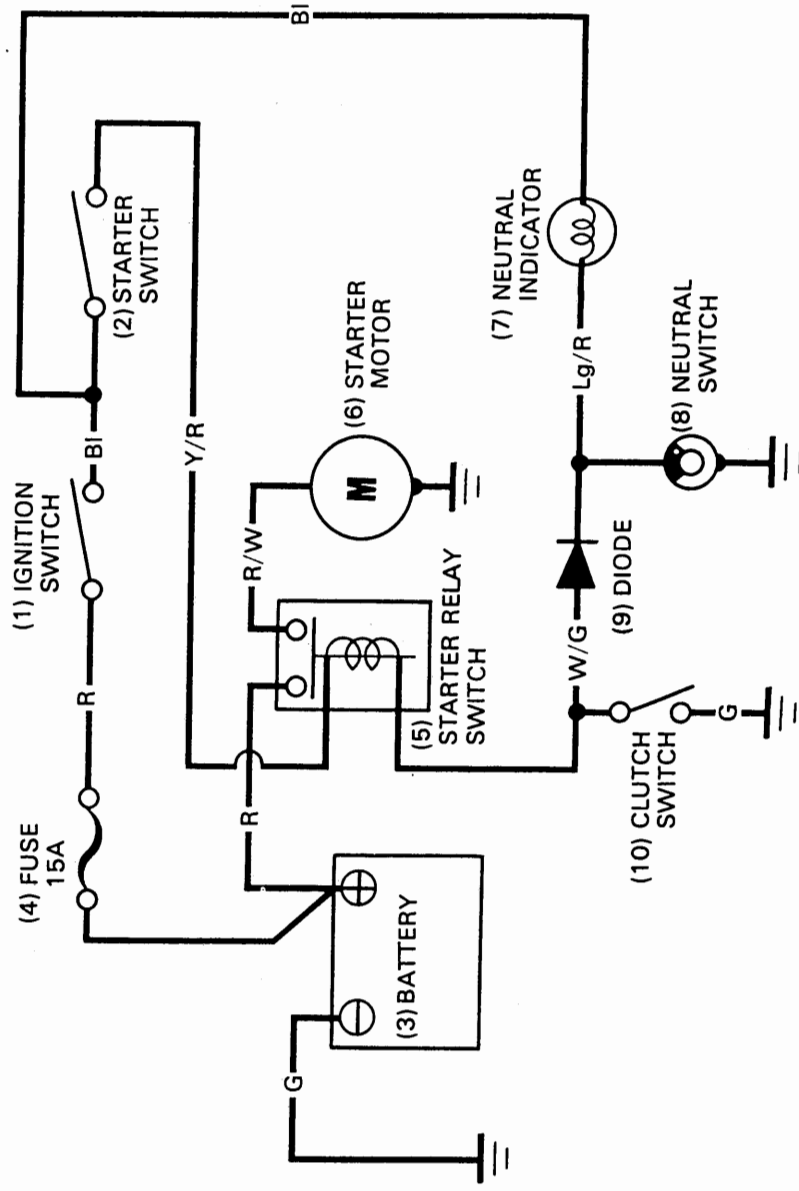 Bl
(2) STARTER
SWITCH
Bl
(1) IGNITION
SWITCH
R
(4) FUSE
15A
Y/R
(6) STARTER
MOTOR
M
R/W
(5)
STARTER RELAY
SWITCH
R
(3) BATTERY
G
(7) NEUTRAL
INDICATOR
Lg/R
(8) NEUTRAL
SWITCH
(9) DIODE
W/G
(10) CLUTCH
SWITCH
G